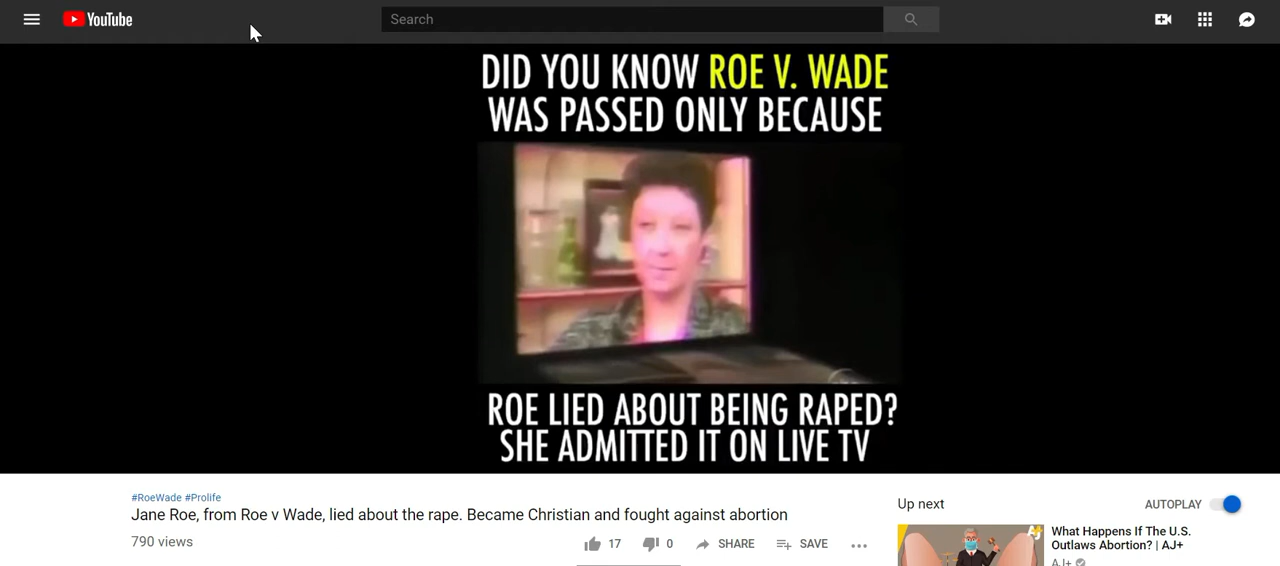 YouTube
Search
DID YOU KNOW ROE V. WADE
WAS PASSED ONLY BECAUSE
ROE LIED ABOUT BEING RAPED?
SHE ADMITTED IT ON LIVE TV
#RoeWade #Prolife
Jane Roe, from Roe v Wade, lied about the rape. Became Christian and fought against abortion
790 views
17
0
SHARE
SAVE
Up next
AUTOPLAY
AJ+
What Happens If The U.S.
Outlaws Abortion? | AJ+
AJ+